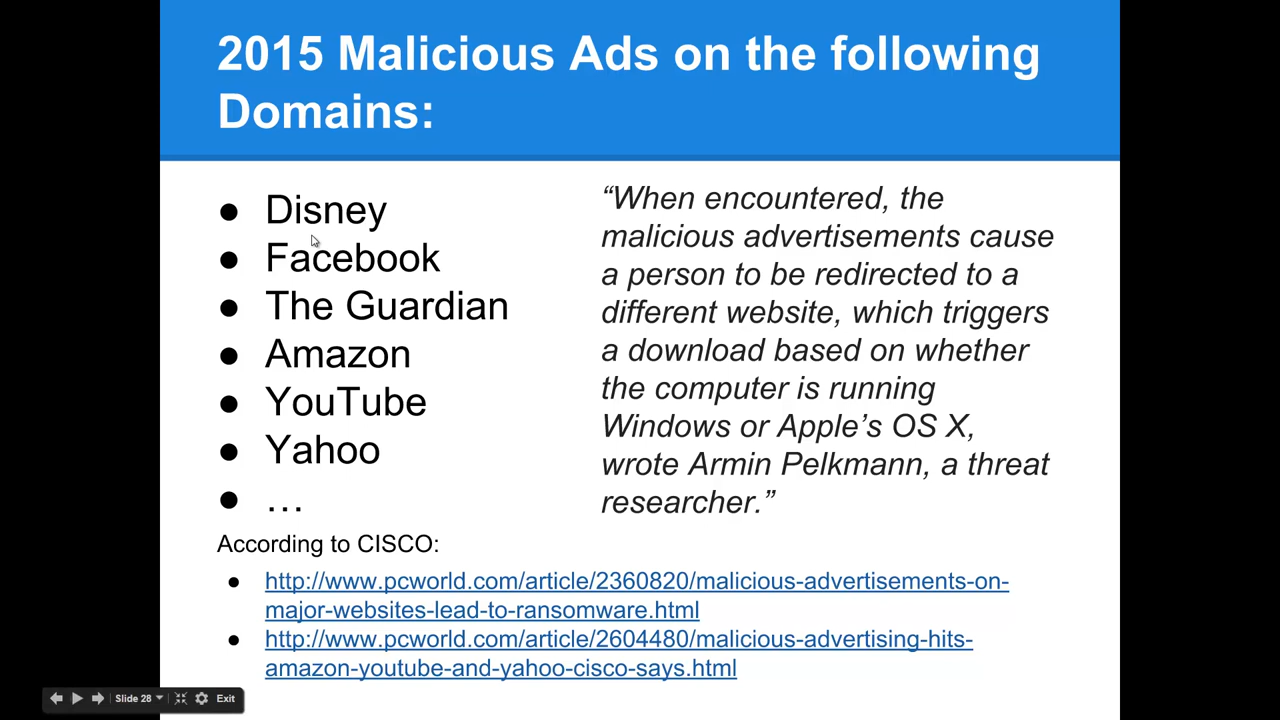 2015 Malicious Ads on the following
Domains:
● Disney
● Facebook
● The Guardian
● Amazon
● YouTube
● Yahoo
● …
“When encountered, the
malicious advertisements cause
a person to be redirected to a
different website, which triggers
a download based on whether
the computer is running
Windows or Apple’s OS X,
wrote Armin Pelkmann, a threat
researcher.”
According to CISCO:
● http://www.pcworld.com/article/2360820/malicious-advertisements-on-
major-websites-lead-to-ransomware.html
● http://www.pcworld.com/article/2604480/malicious-advertising-hits-
amazon-youtube-and-yahoo-cisco-says.html
Slide 28 Exit